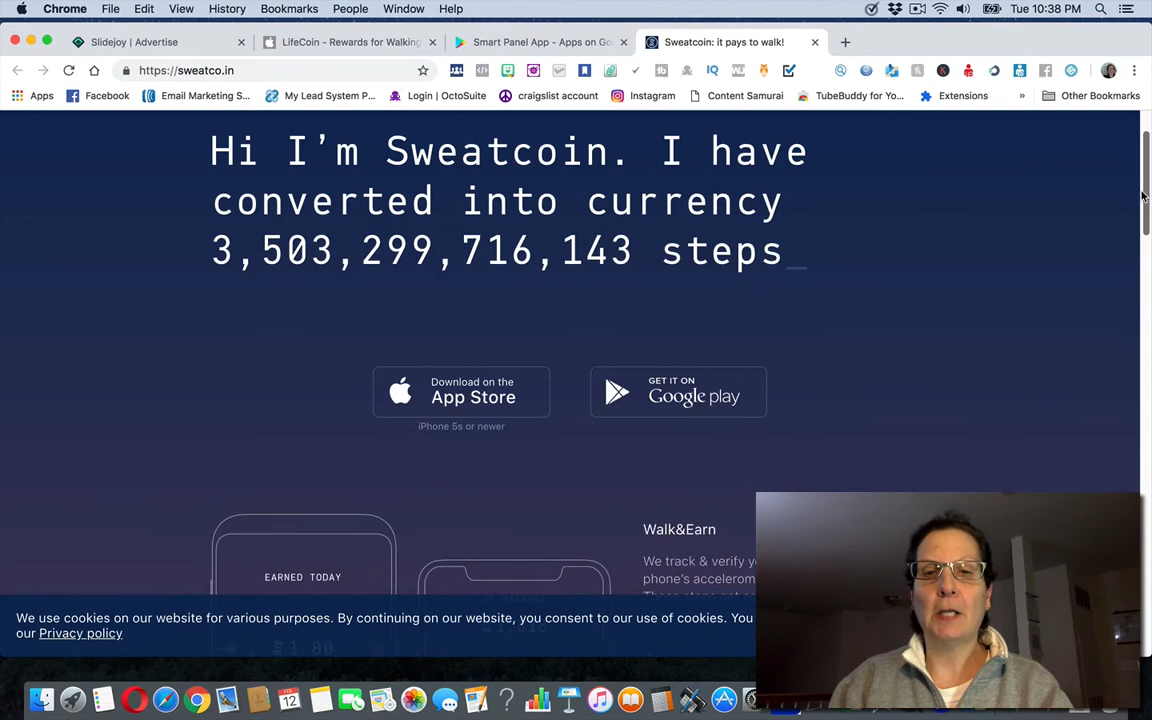 Chrome File Edit View History Bookmarks People Window Help Tue 10:38 PM
Slidejoy | Advertise LifeCoin - Rewards for Walking Smart Panel App - Apps on Go Sweatcoin: it pays to walk!
https://sweatco.in
Apps Facebook Email Marketing S... My Lead System P... Login | OctoSuite craigslist account Instagram Content Samurai TubeBuddy for Yo... Extensions » Other Bookmarks
Hi I'm Sweatcoin. I have
converted into currency
3,503,299,716,143 steps_
Download on the
App Store
GET IT ON
Google play
iPhone 5s or newer
Walk&Earn
We track & verify yo
phone's accelerom
EARNED TODAY
We use cookies on our website for various purposes. By continuing on our website, you consent to our use of cookies. You
our Privacy policy
FEB
12